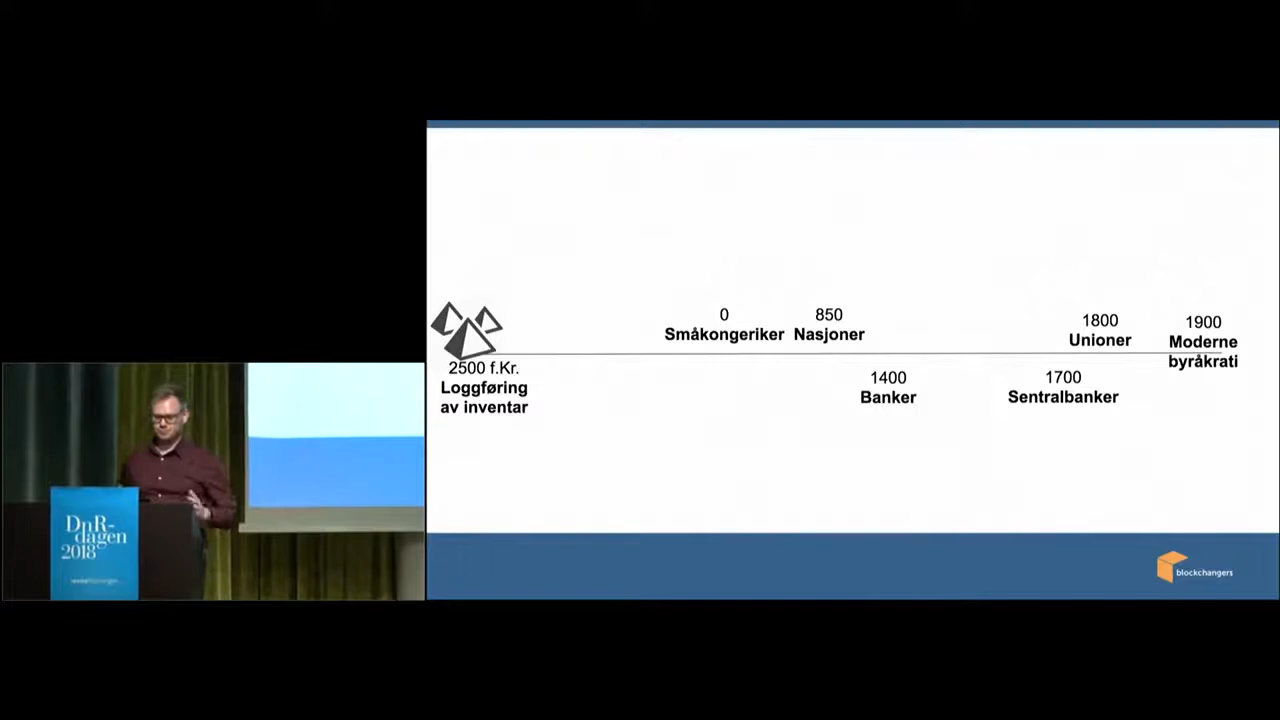 0
Småkongeriker
850
Nasjoner
1800
Unioner
1900
Moderne
byråkrati
2500 f.Kr.
Loggføring
av inventar
1400
Banker
1700
Sentralbanker
DnR-
dagen
2018
blockchangers